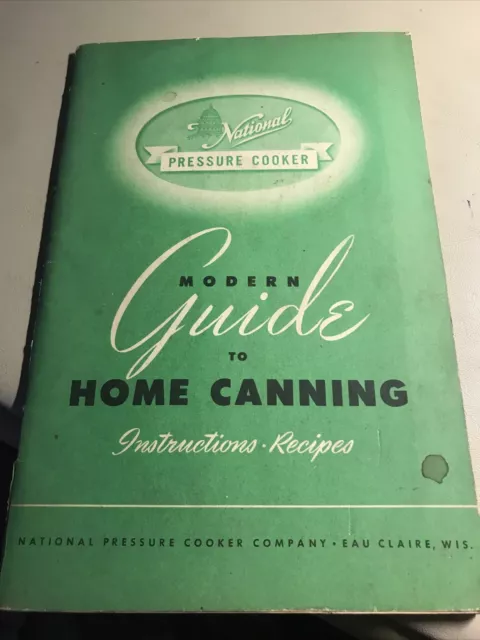 National
PRESSURE COOKER
MODERN
Guide
TO
HOME CANNING
Instructions · Recipes
NATIONAL PRESSURE COOKER COMPANY • EAU CLAIRE, WIS.